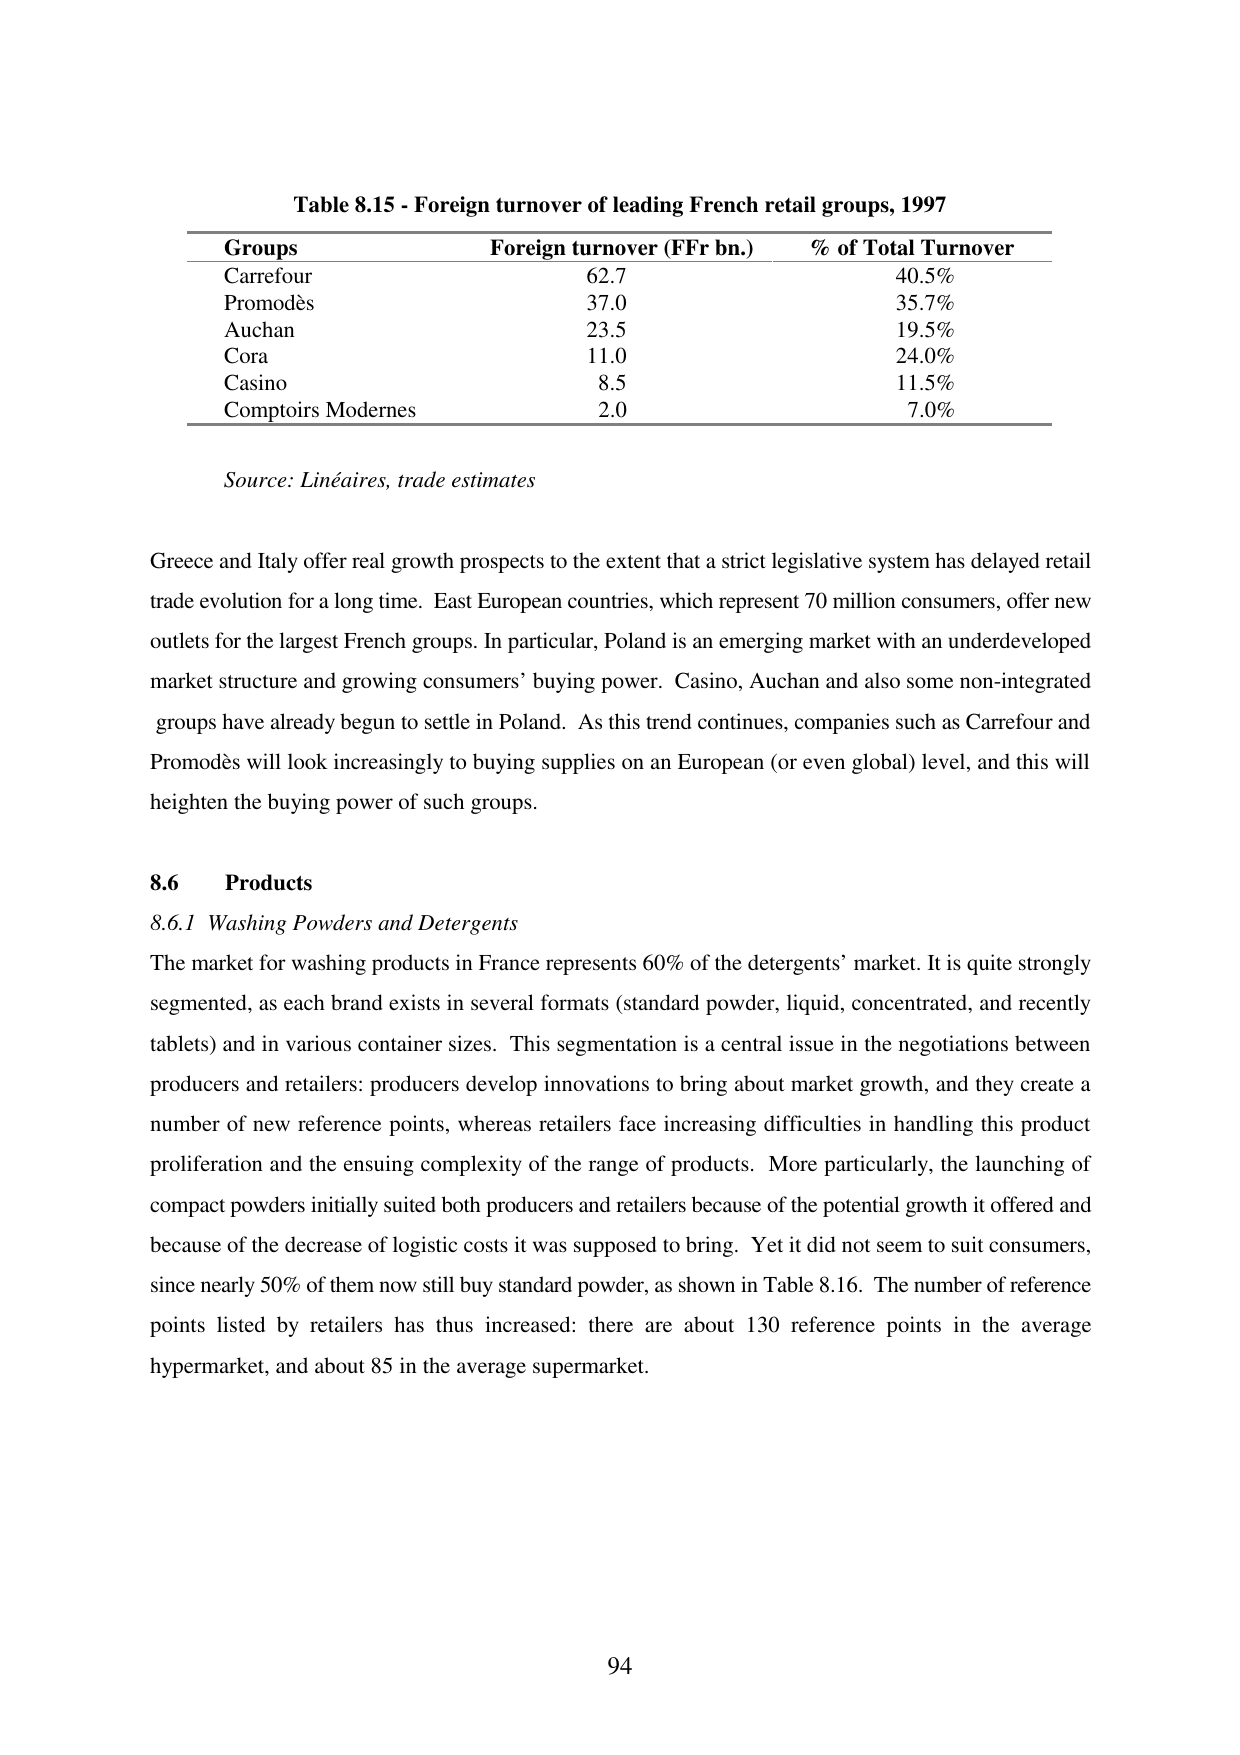 Table 8.15 - Foreign turnover of leading French retail groups, 1997
Groups Foreign turnover (FFr bn.) % of Total Turnover
Carrefour 62.7 40.5%
Promodès 37.0 35.7%
Auchan 23.5 19.5%
Cora 11.0 24.0%
Casino 8.5 11.5%
Comptoirs Modernes 2.0 7.0%
Source: Linéaires, trade estimates
Greece and Italy offer real growth prospects to the extent that a strict legislative system has delayed retail
trade evolution for a long time. East European countries, which represent 70 million consumers, offer new
outlets for the largest French groups. In particular, Poland is an emerging market with an underdeveloped
market structure and growing consumers’ buying power. Casino, Auchan and also some non-integrated
groups have already begun to settle in Poland. As this trend continues, companies such as Carrefour and
Promodès will look increasingly to buying supplies on an European (or even global) level, and this will
heighten the buying power of such groups.
8.6 Products
8.6.1 Washing Powders and Detergents
The market for washing products in France represents 60% of the detergents’ market. It is quite strongly
segmented, as each brand exists in several formats (standard powder, liquid, concentrated, and recently
tablets) and in various container sizes. This segmentation is a central issue in the negotiations between
producers and retailers: producers develop innovations to bring about market growth, and they create a
number of new reference points, whereas retailers face increasing difficulties in handling this product
proliferation and the ensuing complexity of the range of products. More particularly, the launching of
compact powders initially suited both producers and retailers because of the potential growth it offered and
because of the decrease of logistic costs it was supposed to bring. Yet it did not seem to suit consumers,
since nearly 50% of them now still buy standard powder, as shown in Table 8.16. The number of reference
points listed by retailers has thus increased: there are about 130 reference points in the average
hypermarket, and about 85 in the average supermarket.
94